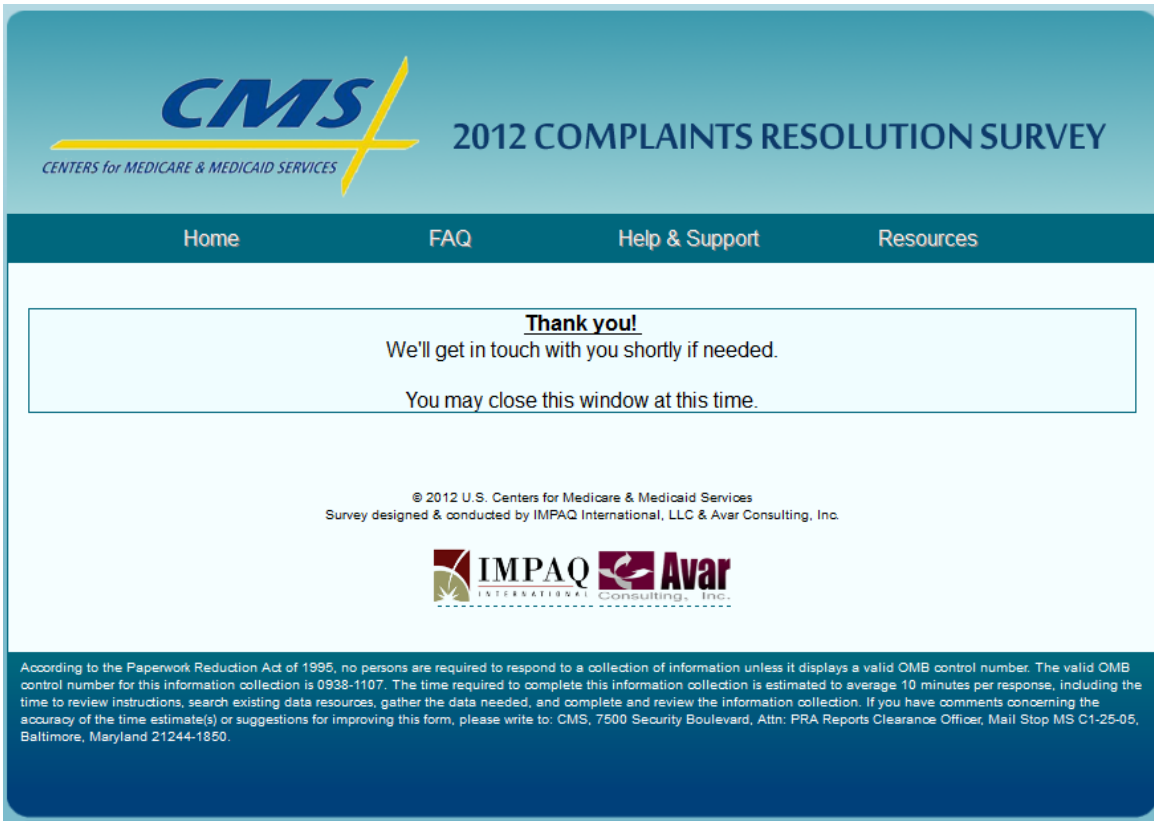 CMS
CENTERS for MEDICARE & MEDICAID SERVICES
2012 COMPLAINTS RESOLUTION SURVEY
Home FAQ Help & Support Resources
Thank you!
We'll get in touch with you shortly if needed.
You may close this window at this time.
© 2012 U.S. Centers for Medicare & Medicaid Services
Survey designed & conducted by IMPAQ International, LLC & Avar Consulting, Inc.
IMPAQ
INTERNATIONAL
Avar
Consulting, Inc.
According to the Paperwork Reduction Act of 1995, no persons are required to respond to a collection of information unless it displays a valid OMB control number. The valid OMB
control number for this information collection is 0938-1107. The time required to complete this information collection is estimated to average 10 minutes per response, including the
time to review instructions, search existing data resources, gather the data needed, and complete and review the information collection. If you have comments concerning the
accuracy of the time estimate(s) or suggestions for improving this form, please write to: CMS, 7500 Security Boulevard, Attn: PRA Reports Clearance Officer, Mail Stop MS C1-25-05,
Baltimore, Maryland 21244-1850.